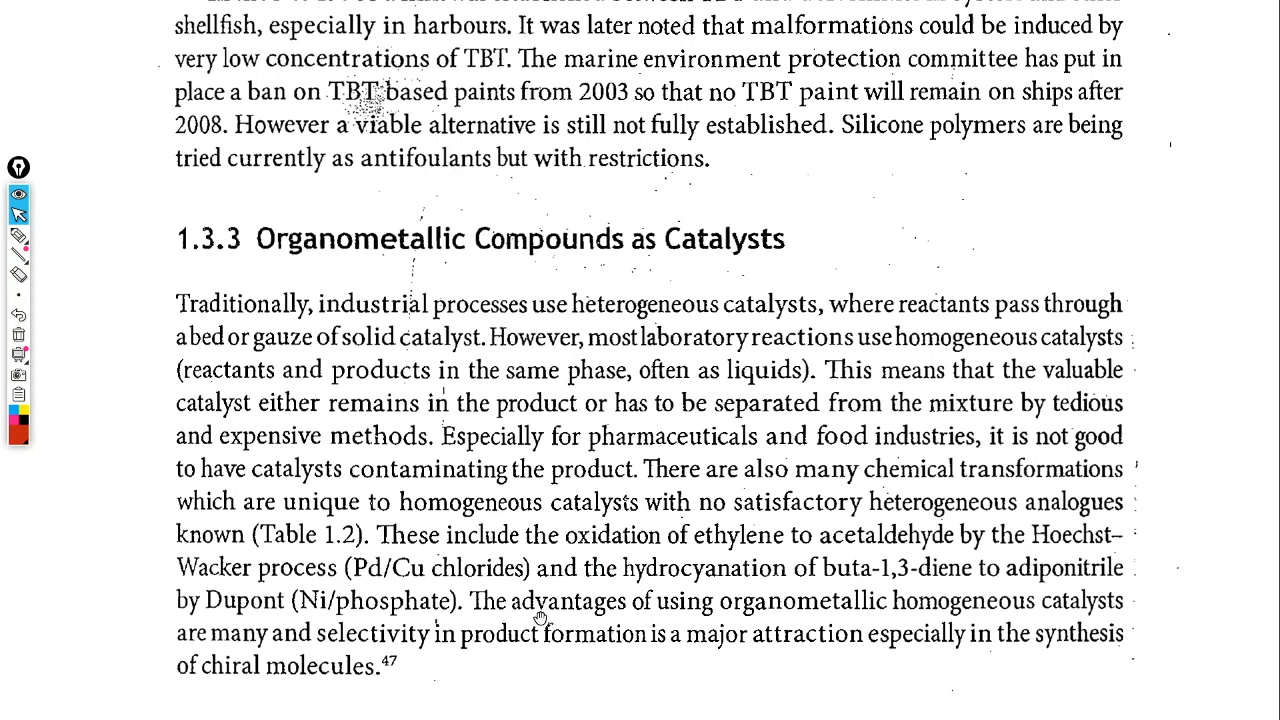 shellfish, especially in harbours. It was later noted that malformations could be induced by
very low concentrations of TBT. The marine environment protection committee has put in
place a ban on TBT based paints from 2003 so that no TBT paint will remain on ships after
2008. However a viable alternative is still not fully established. Silicone polymers are being
tried currently as antifoulants but with restrictions.
1.3.3 Organometallic Compounds as Catalysts
Traditionally, industrial processes use heterogeneous catalysts, where reactants pass through
a bed or gauze of solid catalyst. However, most laboratory reactions use homogeneous catalysts
(reactants and products in the same phase, often as liquids). This means that the valuable
catalyst either remains in the product or has to be separated from the mixture by tedious
and expensive methods. Especially for pharmaceuticals and food industries, it is not good
to have catalysts contaminating the product. There are also many chemical transformations
which are unique to homogeneous catalysts with no satisfactory heterogeneous analogues
known (Table 1.2). These include the oxidation of ethylene to acetaldehyde by the Hoechst–
Wacker process (Pd/Cu chlorides) and the hydrocyanation of buta-1,3-diene to adiponitrile
by Dupont (Ni/phosphate). The advantages of using organometallic homogeneous catalysts
are many and selectivity in product formation is a major attraction especially in the synthesis
of chiral molecules.⁴⁷